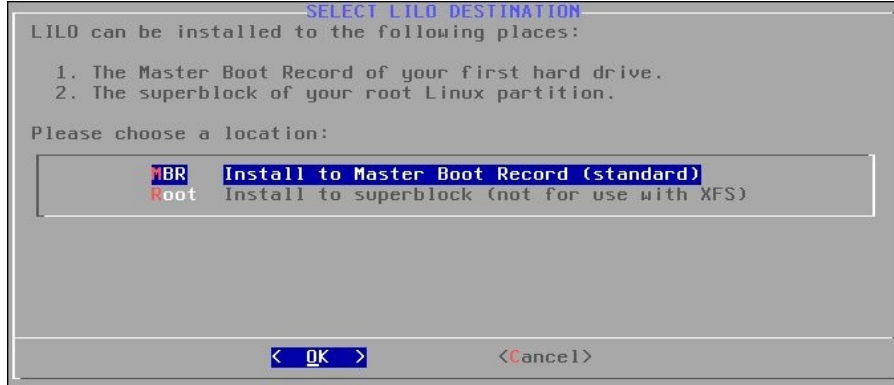 SELECT LILO DESTINATION
LILO can be installed to the following places:
1. The Master Boot Record of your first hard drive.
2. The superblock of your root Linux partition.
Please choose a location:
MBR Install to Master Boot Record (standard)
Root Install to superblock (not for use with XFS)
< OK > <Cancel>